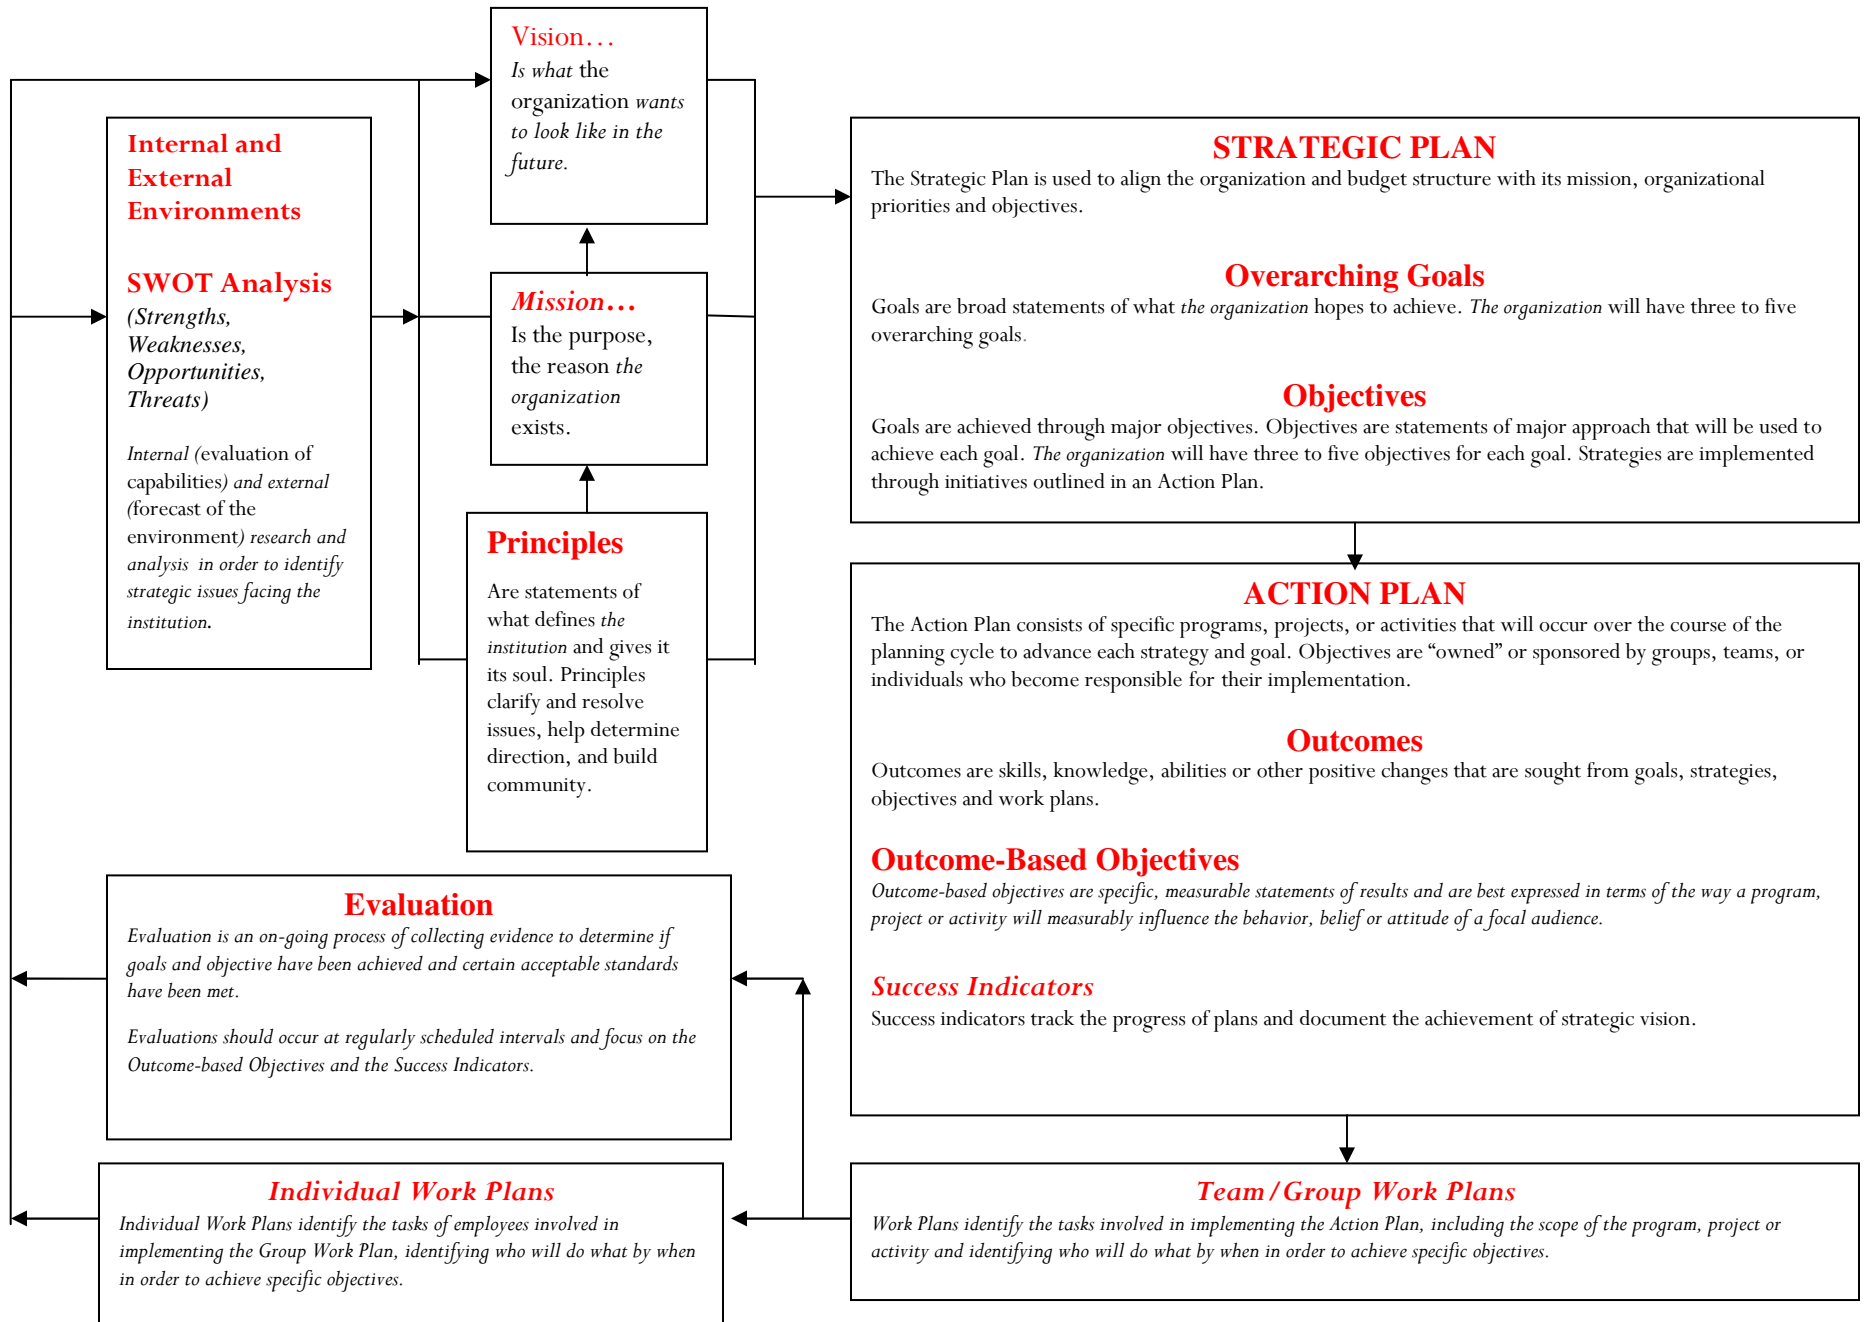 Vision…
Is what the
organization wants
to look like in the
future.
Internal and
External
Environments
SWOT Analysis
(Strengths,
Weaknesses,
Opportunities,
Threats)
Internal (evaluation of
capabilities) and external
(forecast of the
environment) research and
analysis in order to identify
strategic issues facing the
institution.
Mission…
Is the purpose,
the reason the
organization
exists.
Principles
Are statements of
what defines the
institution and gives it
its soul. Principles
clarify and resolve
issues, help determine
direction, and build
community.
STRATEGIC PLAN
The Strategic Plan is used to align the organization and budget structure with its mission, organizational
priorities and objectives.
Overarching Goals
Goals are broad statements of what the organization hopes to achieve. The organization will have three to five
overarching goals.
Objectives
Goals are achieved through major objectives. Objectives are statements of major approach that will be used to
achieve each goal. The organization will have three to five objectives for each goal. Strategies are implemented
through initiatives outlined in an Action Plan.
ACTION PLAN
The Action Plan consists of specific programs, projects, or activities that will occur over the course of the
planning cycle to advance each strategy and goal. Objectives are “owned” or sponsored by groups, teams, or
individuals who become responsible for their implementation.
Outcomes
Outcomes are skills, knowledge, abilities or other positive changes that are sought from goals, strategies,
objectives and work plans.
Outcome-Based Objectives
Outcome-based objectives are specific, measurable statements of results and are best expressed in terms of the way a program,
project or activity will measurably influence the behavior, belief or attitude of a focal audience.
Success Indicators
Success indicators track the progress of plans and document the achievement of strategic vision.
Evaluation
Evaluation is an on-going process of collecting evidence to determine if
goals and objective have been achieved and certain acceptable standards
have been met.
Evaluations should occur at regularly scheduled intervals and focus on the
Outcome-based Objectives and the Success Indicators.
Individual Work Plans
Individual Work Plans identify the tasks of employees involved in
implementing the Group Work Plan, identifying who will do what by when
in order to achieve specific objectives.
Team/Group Work Plans
Work Plans identify the tasks involved in implementing the Action Plan, including the scope of the program, project or
activity and identifying who will do what by when in order to achieve specific objectives.